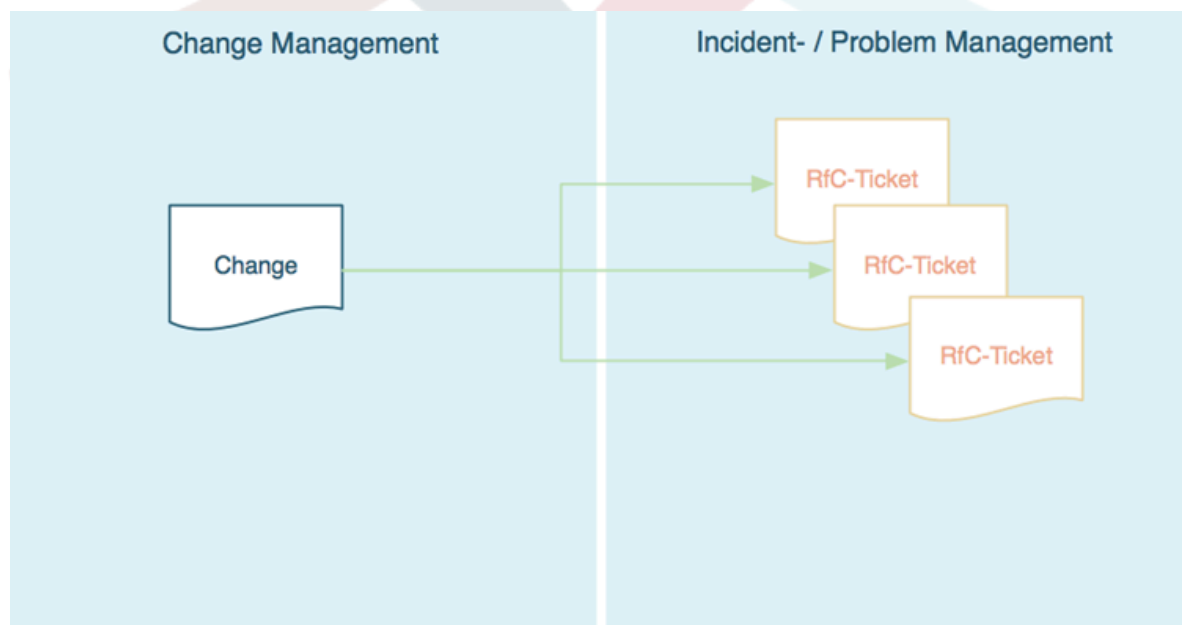 Change Management
Incident- / Problem Management
RfC-Ticket
Change
RfC-Ticket
RfC-Ticket